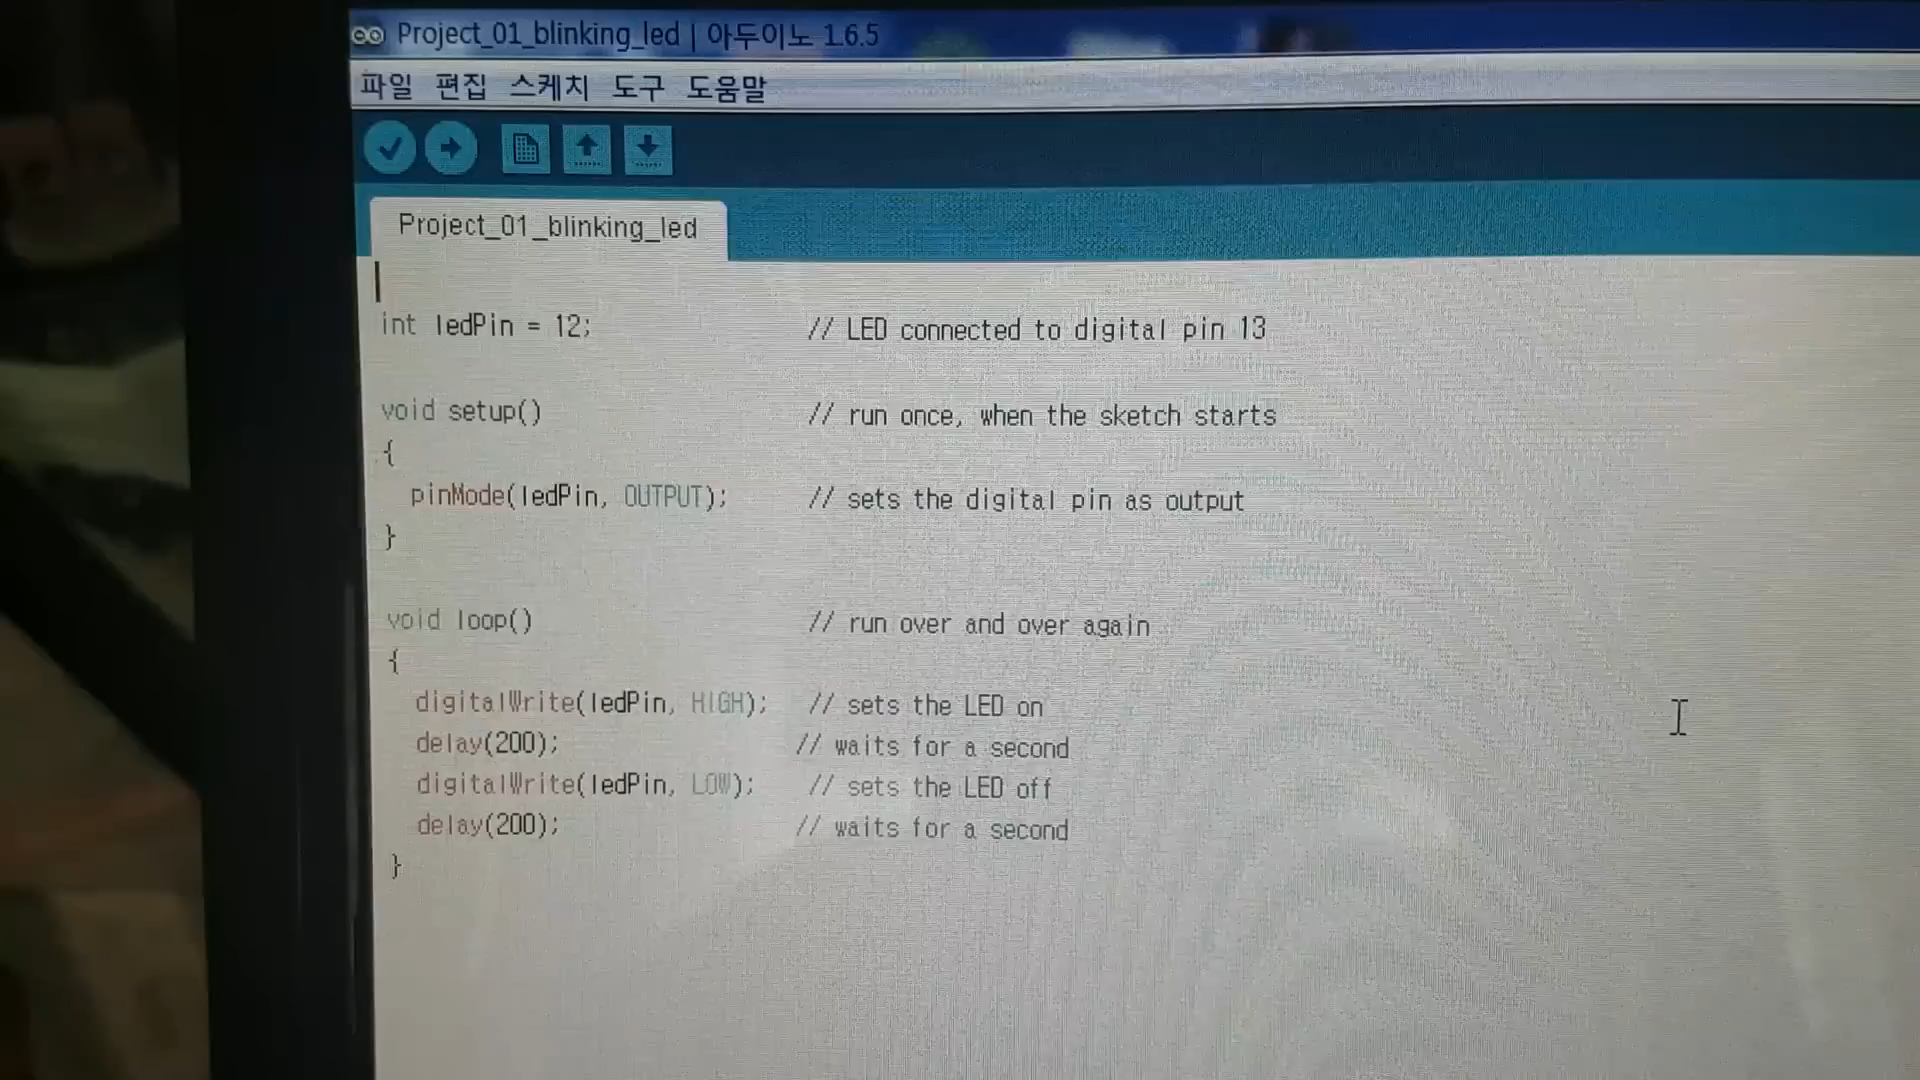 Project_01_blinking_led | 아두이노 1.6.5
파일 편집 스케치 도구 도움말
Project_01_blinking_led
int ledPin = 12; // LED connected to digital pin 13
void setup() // run once, when the sketch starts
{
pinMode(ledPin, OUTPUT); // sets the digital pin as output
}
void loop() // run over and over again
{
digitalWrite(ledPin, HIGH); // sets the LED on
delay(200); // waits for a second
digitalWrite(ledPin, LOW); // sets the LED off
delay(200); // waits for a second
}